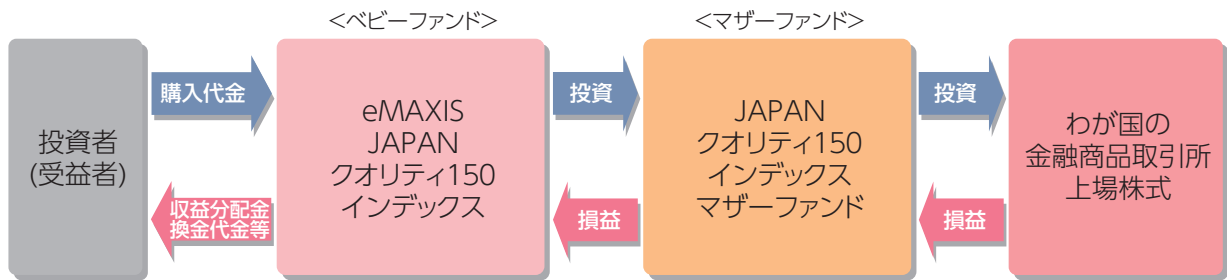 <ベビーファンド>
<マザーファンド>
投資者
(受益者)
購入代金
収益分配金
換金代金等
eMAXIS
JAPAN
クオリティ150
インデックス
投資
損益
JAPAN
クオリティ150
インデックス
マザーファンド
投資
損益
わが国の
金融商品取引所
上場株式